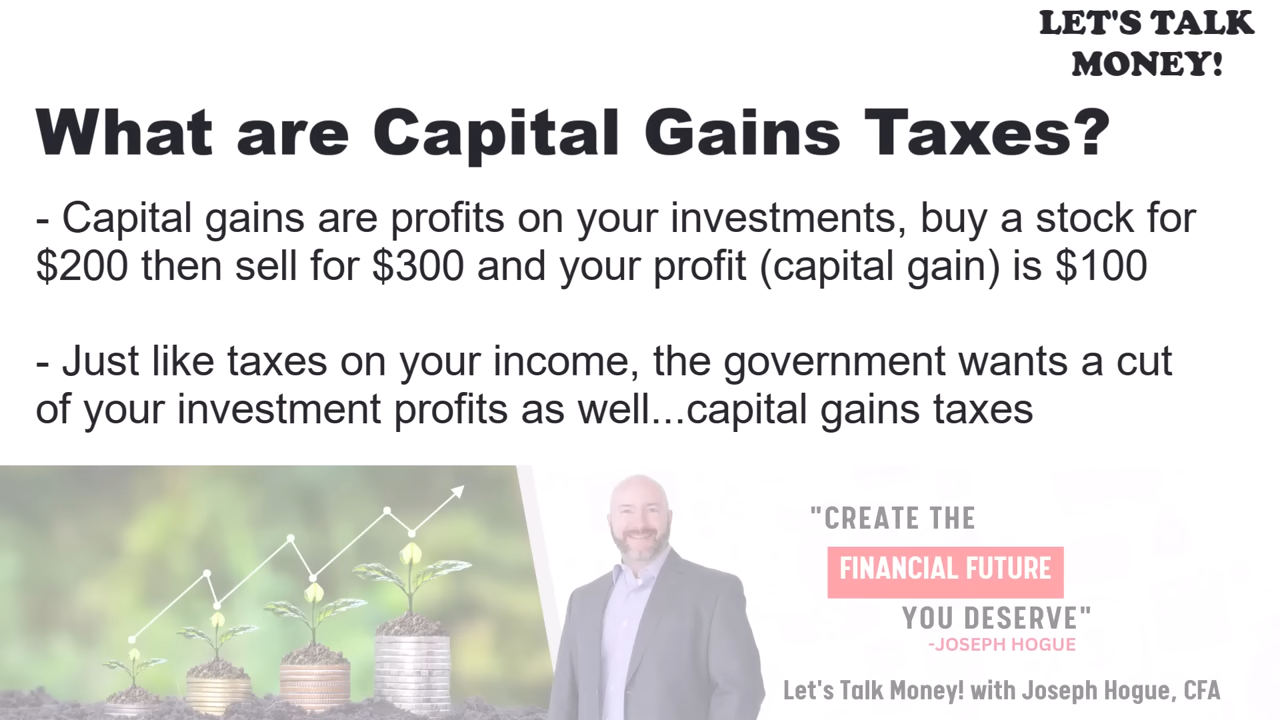 LET'S TALK
MONEY!
What are Capital Gains Taxes?
- Capital gains are profits on your investments, buy a stock for
$200 then sell for $300 and your profit (capital gain) is $100
- Just like taxes on your income, the government wants a cut
of your investment profits as well...capital gains taxes
"CREATE THE
FINANCIAL FUTURE
YOU DESERVE"
-JOSEPH HOGUE
Let's Talk Money! with Joseph Hogue, CFA